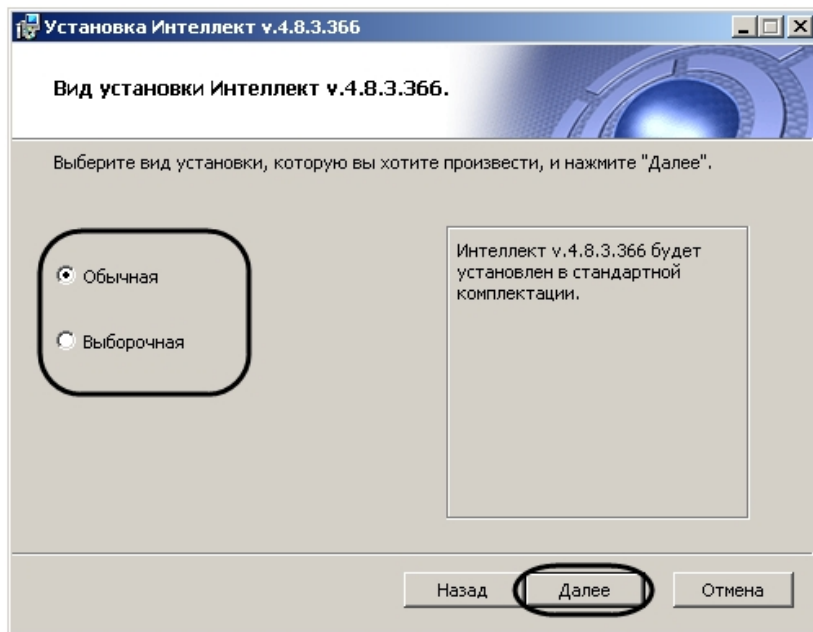 Установка Интеллект v.4.8.3.366
Вид установки Интеллект v.4.8.3.366.
Выберите вид установки, которую вы хотите произвести, и нажмите "Далее".
Обычная
Выборочная
Интеллект v.4.8.3.366 будет
установлен в стандартной
комплектации.
Назад
Далее
Отмена